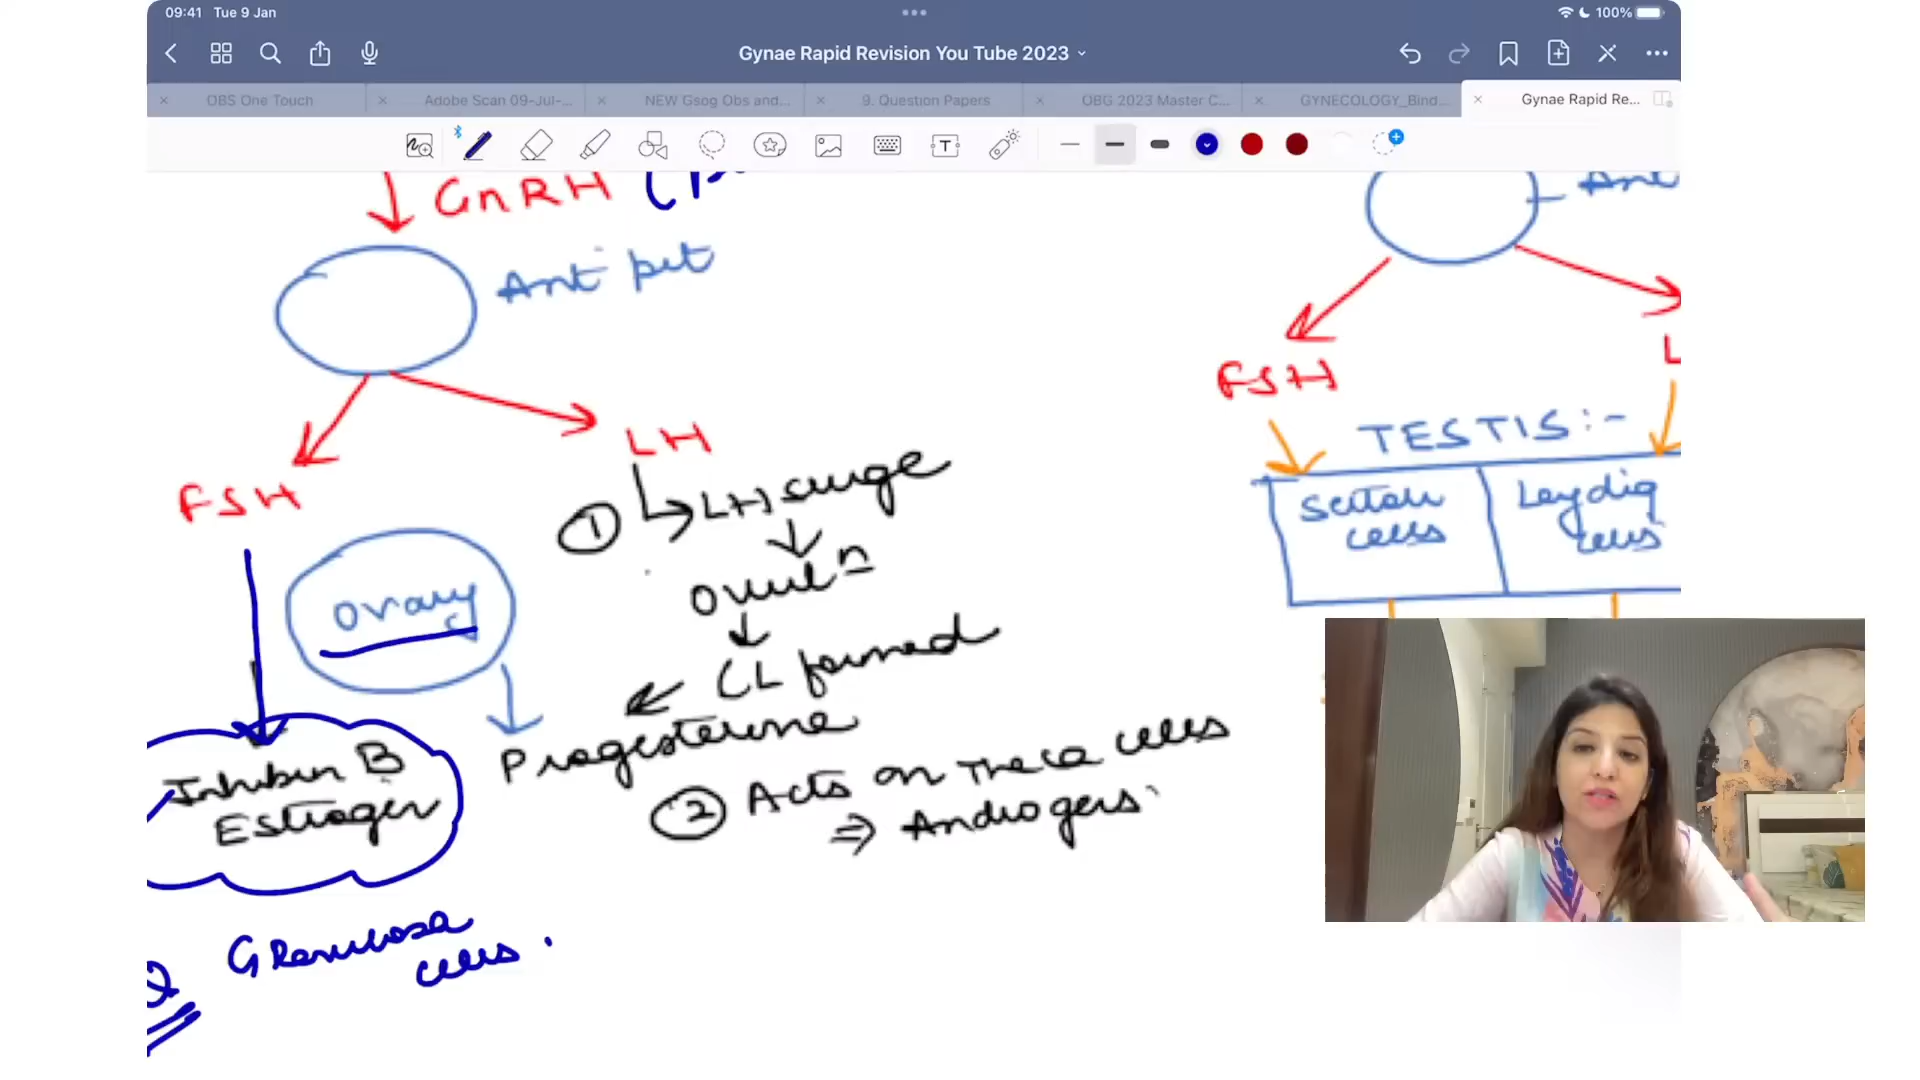 09:41 Tue 9 Jan
100%
Gynae Rapid Revision You Tube 2023
OBS One Touch
Adobe Scan 09-Jul-...
NEW Gsog Obs and...
9. Question Papers
OBG 2023 Master C...
GYNECOLOGY_Bind...
Gynae Rapid Re...
T
GnRH (
Ant pit
FSH
LH
① LH surge
Ovul n
CL formed
Progesterone
② Acts on Theca cells
⇒ Androgens
Ovary
Inhibin B
Estrogen
Granulosa
cells.
Q
Ant
FSH
L
TESTIS:-
Sertoli
cells
Leydig
cells